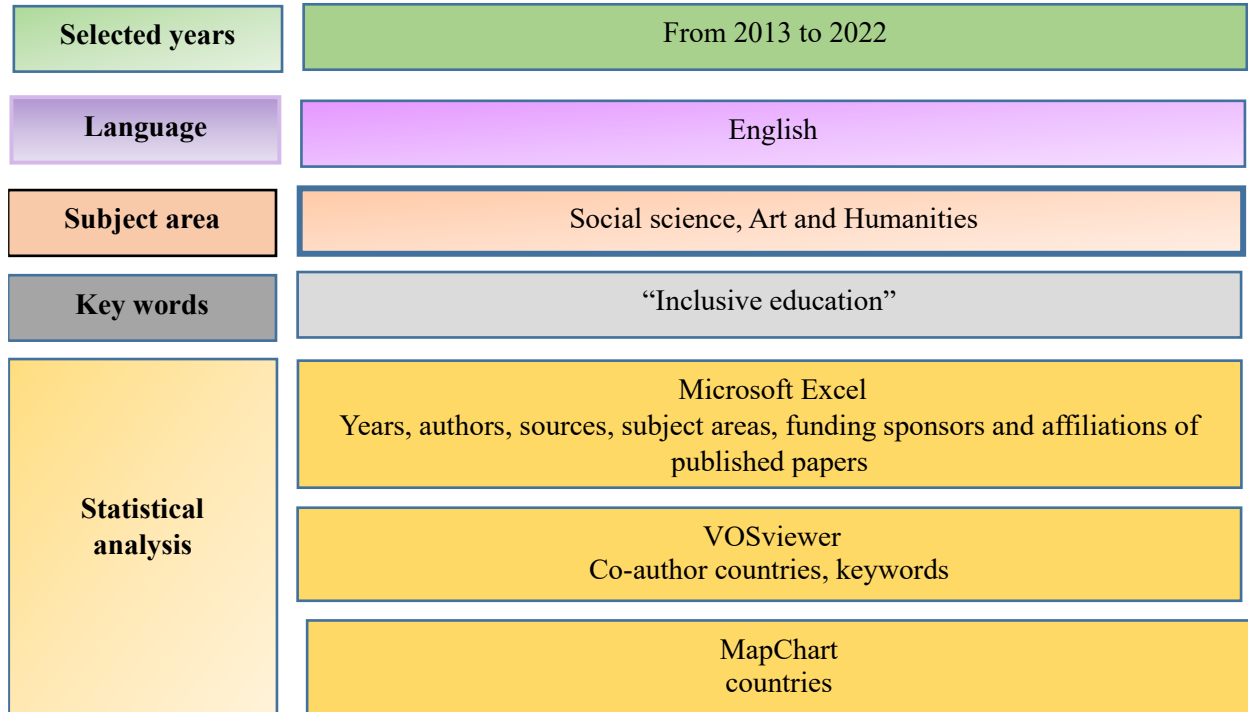 Selected years
From 2013 to 2022
Language
English
Subject area
Social science, Art and Humanities
Key words
“Inclusive education”
Statistical
analysis
Microsoft Excel
Years, authors, sources, subject areas, funding sponsors and affiliations of
published papers
VOSviewer
Co-author countries, keywords
MapChart
countries